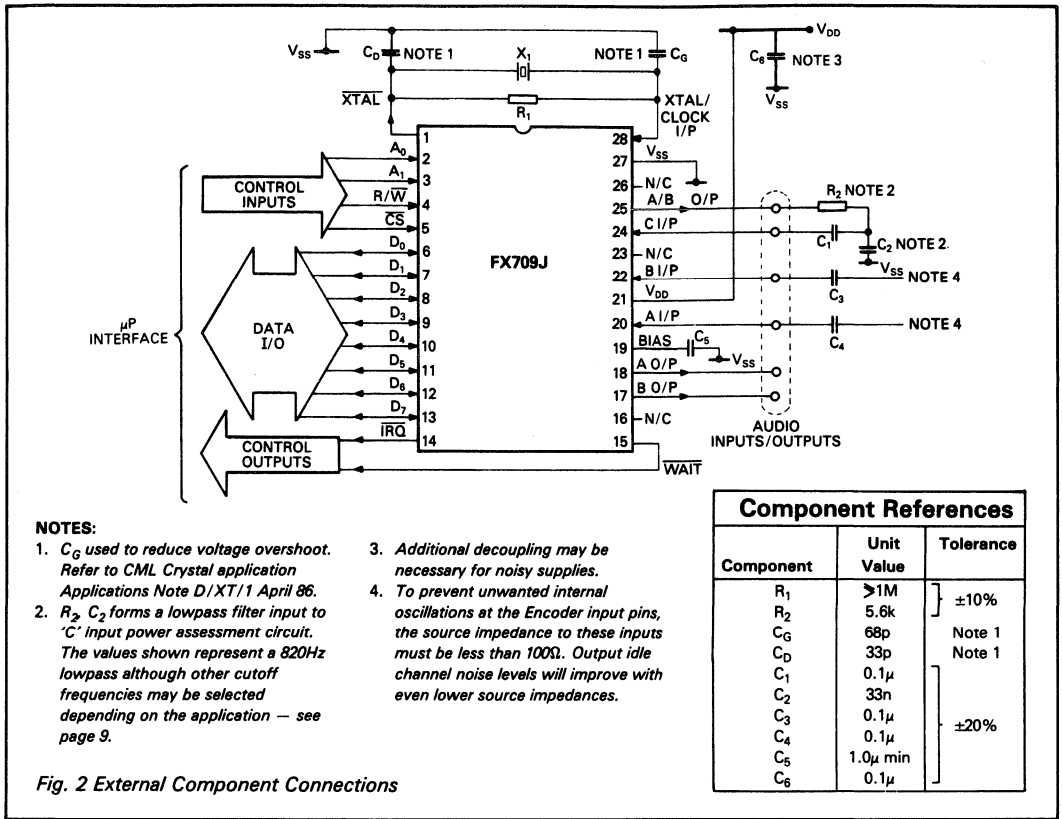 V_SS C_D NOTE 1 X_1 NOTE 1 C_G V_DD
C_6 NOTE 3
V_SS
XTAL R_1 XTAL/
CLOCK
I/P
1 28
CONTROL
INPUTS
A_0 2
A_1 3
R/W 4
CS 5
D_0 6
D_1 7
D_2 8
D_3 9
D_4 10
D_5 11
D_6 12
D_7 13
IRQ 14
µP
INTERFACE
DATA
I/O
CONTROL
OUTPUTS
FX709J
27 V_SS
26 N/C
25 A/B O/P R_2 NOTE 2
24 C I/P C_1 C_2 NOTE 2.
V_SS
23 N/C
22 B I/P C_3 NOTE 4
21 V_DD
20 A I/P C_4 NOTE 4
19 BIAS C_5 V_SS
18 A O/P
17 B O/P
16 N/C
15 WAIT
AUDIO
INPUTS/OUTPUTS
NOTES:
1. C_G used to reduce voltage overshoot.
Refer to CML Crystal application
Applications Note D/XT/1 April 86.
2. R_2, C_2 forms a lowpass filter input to
'C' input power assessment circuit.
The values shown represent a 820Hz
lowpass although other cutoff
frequencies may be selected
depending on the application — see
page 9.
3. Additional decoupling may be
necessary for noisy supplies.
4. To prevent unwanted internal
oscillations at the Encoder input pins,
the source impedance to these inputs
must be less than 100Ω. Output idle
channel noise levels will improve with
even lower source impedances.
Component References
Component Unit Value Tolerance
R_1 ≥1M ±10%
R_2 5.6k
C_G 68p Note 1
C_D 33p Note 1
C_1 0.1µ
C_2 33n
C_3 0.1µ ±20%
C_4 0.1µ
C_5 1.0µ min
C_6 0.1µ
Fig. 2 External Component Connections